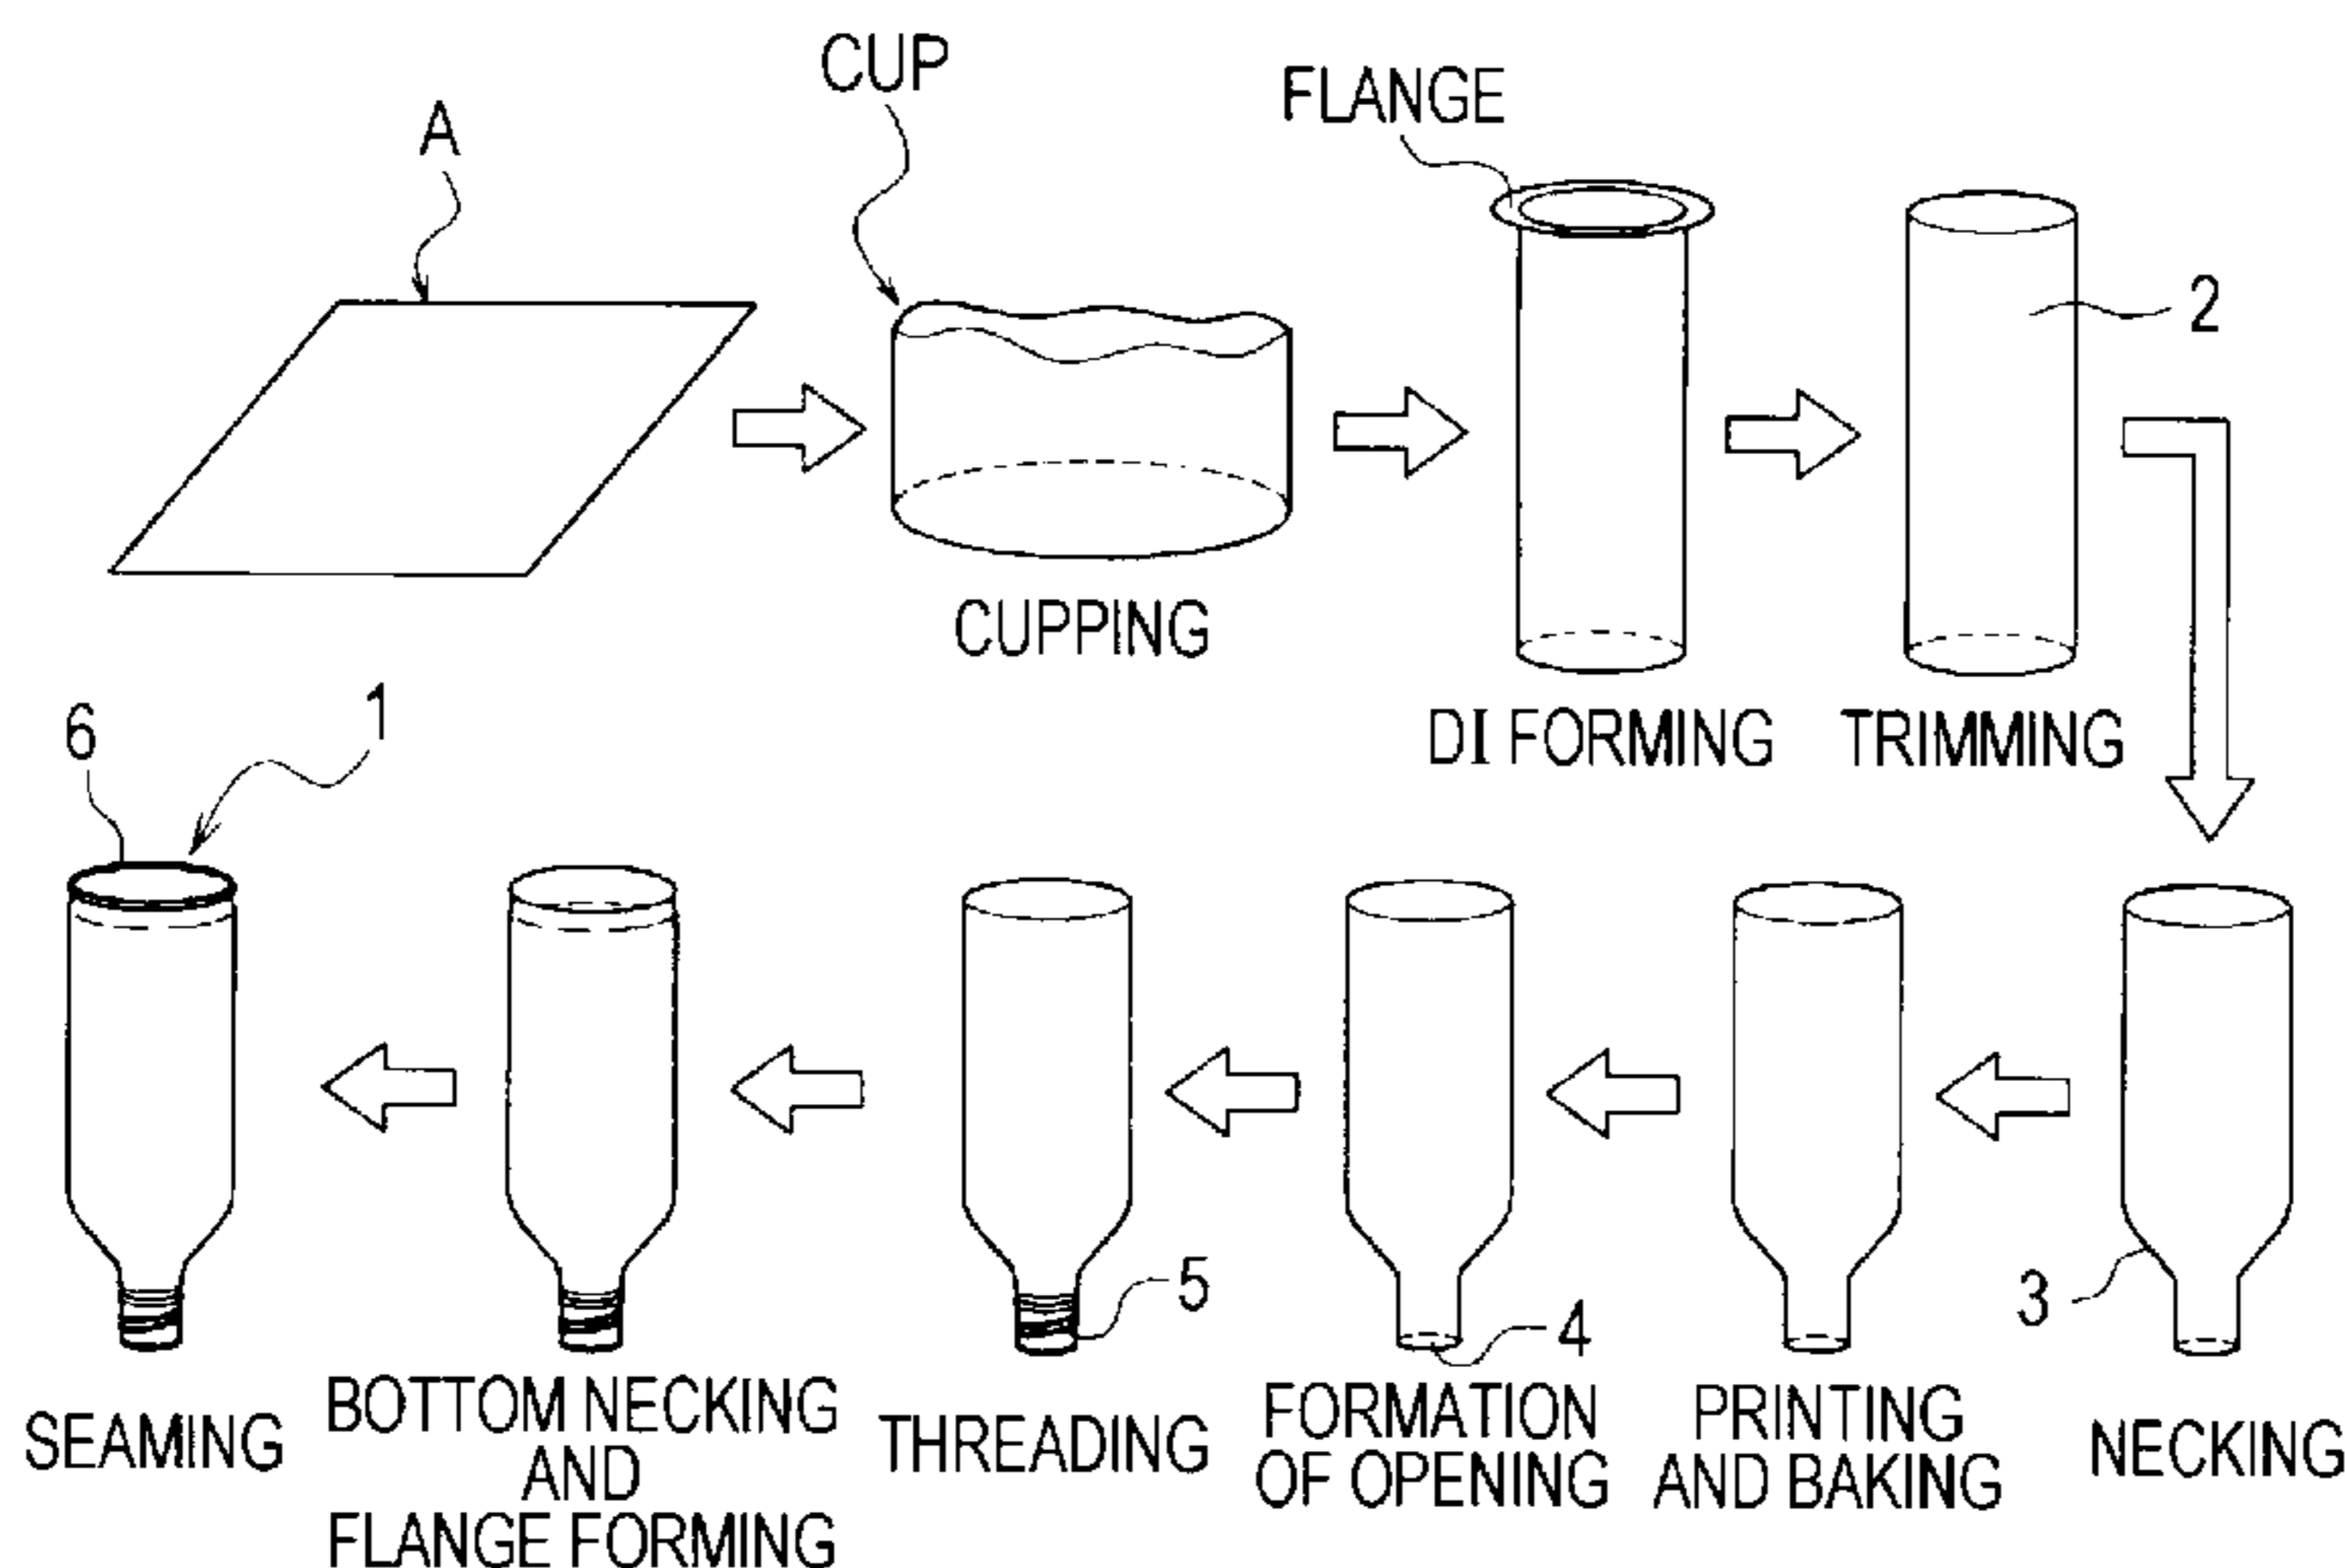 CUP
FLANGE
A
2
CUPPING
DI FORMING
TRIMMING
6
1
5
4
3
SEAMING
BOTTOM NECKING
AND
FLANGE FORMING
THREADING
FORMATION
OF OPENING
PRINTING
AND BAKING
NECKING